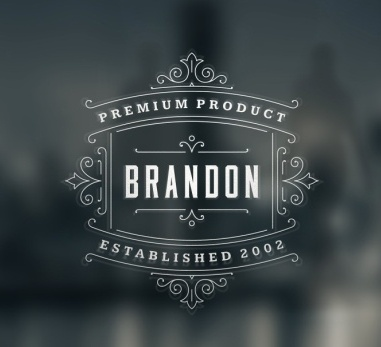 PREMIUM PRODUCT
BRANDON
ESTABLISHED 2002